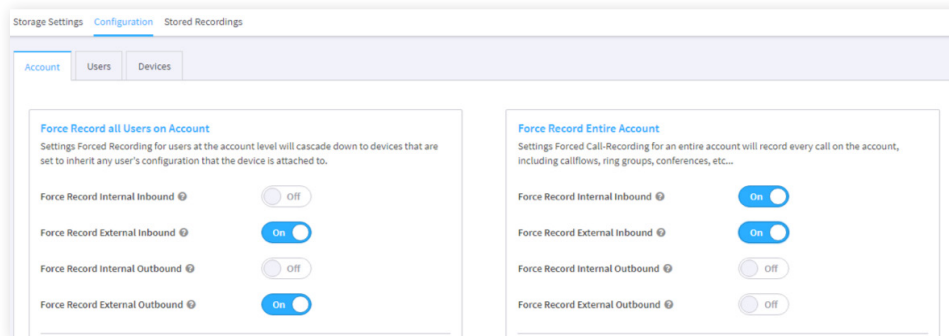 Storage Settings Configuration Stored Recordings
Account Users Devices
Force Record all Users on Account
Settings Forced Recording for users at the account level will cascade down to devices that are
set to inherit any user's configuration that the device is attached to.
Force Record Internal Inbound Off
Force Record External Inbound On
Force Record Internal Outbound Off
Force Record External Outbound On
Force Record Entire Account
Settings Forced Call-Recording for an entire account will record every call on the account,
including callflows, ring groups, conferences, etc...
Force Record Internal Inbound On
Force Record External Inbound On
Force Record Internal Outbound Off
Force Record External Outbound Off